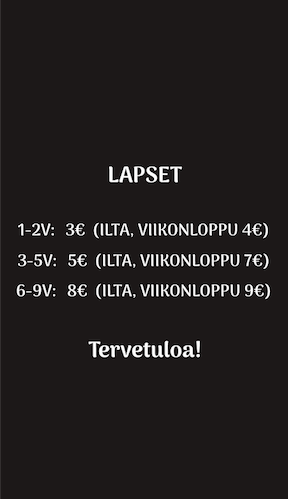 LAPSET
1-2V: 3€ (ILTA, VIIKONLOPPU 4€)
3-5V: 5€ (ILTA, VIIKONLOPPU 7€)
6-9V: 8€ (ILTA, VIIKONLOPPU 9€)
Tervetuloa!